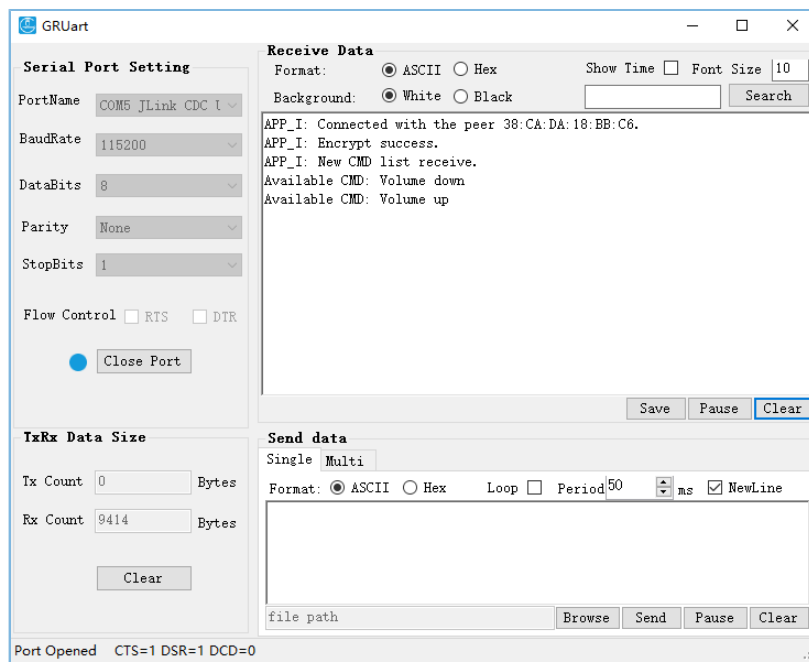 GRUart
Serial Port Setting
PortName COM5 JLink CDC U
BaudRate 115200
DataBits 8
Parity None
StopBits 1
Flow Control RTS DTR
Close Port
TxRx Data Size
Tx Count 0 Bytes
Rx Count 9414 Bytes
Clear
Receive Data
Format: ASCII Hex Show Time Font Size 10
Background: White Black Search
APP_I: Connected with the peer 38:CA:DA:18:BB:C6.
APP_I: Encrypt success.
APP_I: New CMD list receive.
Available CMD: Volume down
Available CMD: Volume up
Save Pause Clear
Send data
Single Multi
Format: ASCII Hex Loop Period 50 ms NewLine
file path Browse Send Pause Clear
Port Opened CTS=1 DSR=1 DCD=0